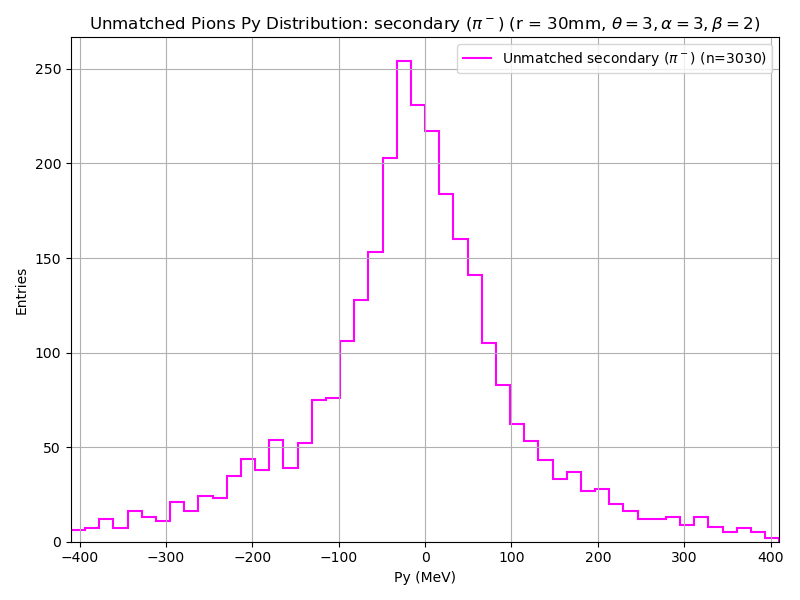 Unmatched Pions Py Distribution: secondary (π⁻) (r = 30mm, θ = 3, α = 3, β = 2)
Unmatched secondary (π⁻) (n=3030)
250
200
150
100
50
0
Entries
−400 −300 −200 −100 0 100 200 300 400
Py (MeV)